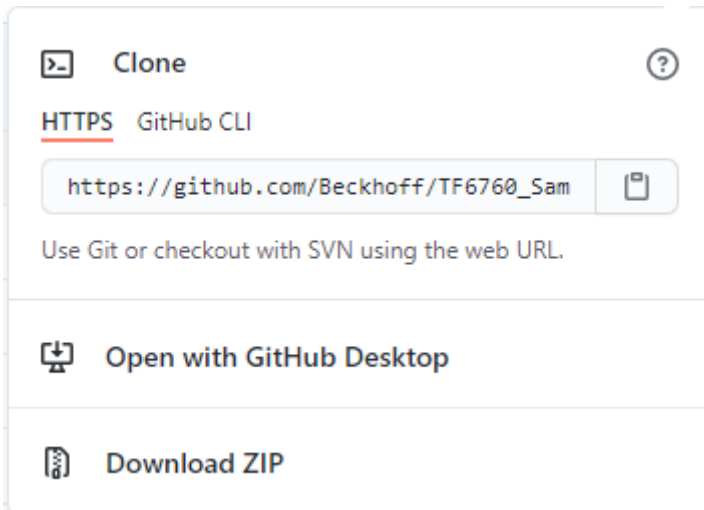 Clone
HTTPS GitHub CLI
https://github.com/Beckhoff/TF6760_Sam
Use Git or checkout with SVN using the web URL.
Open with GitHub Desktop
Download ZIP